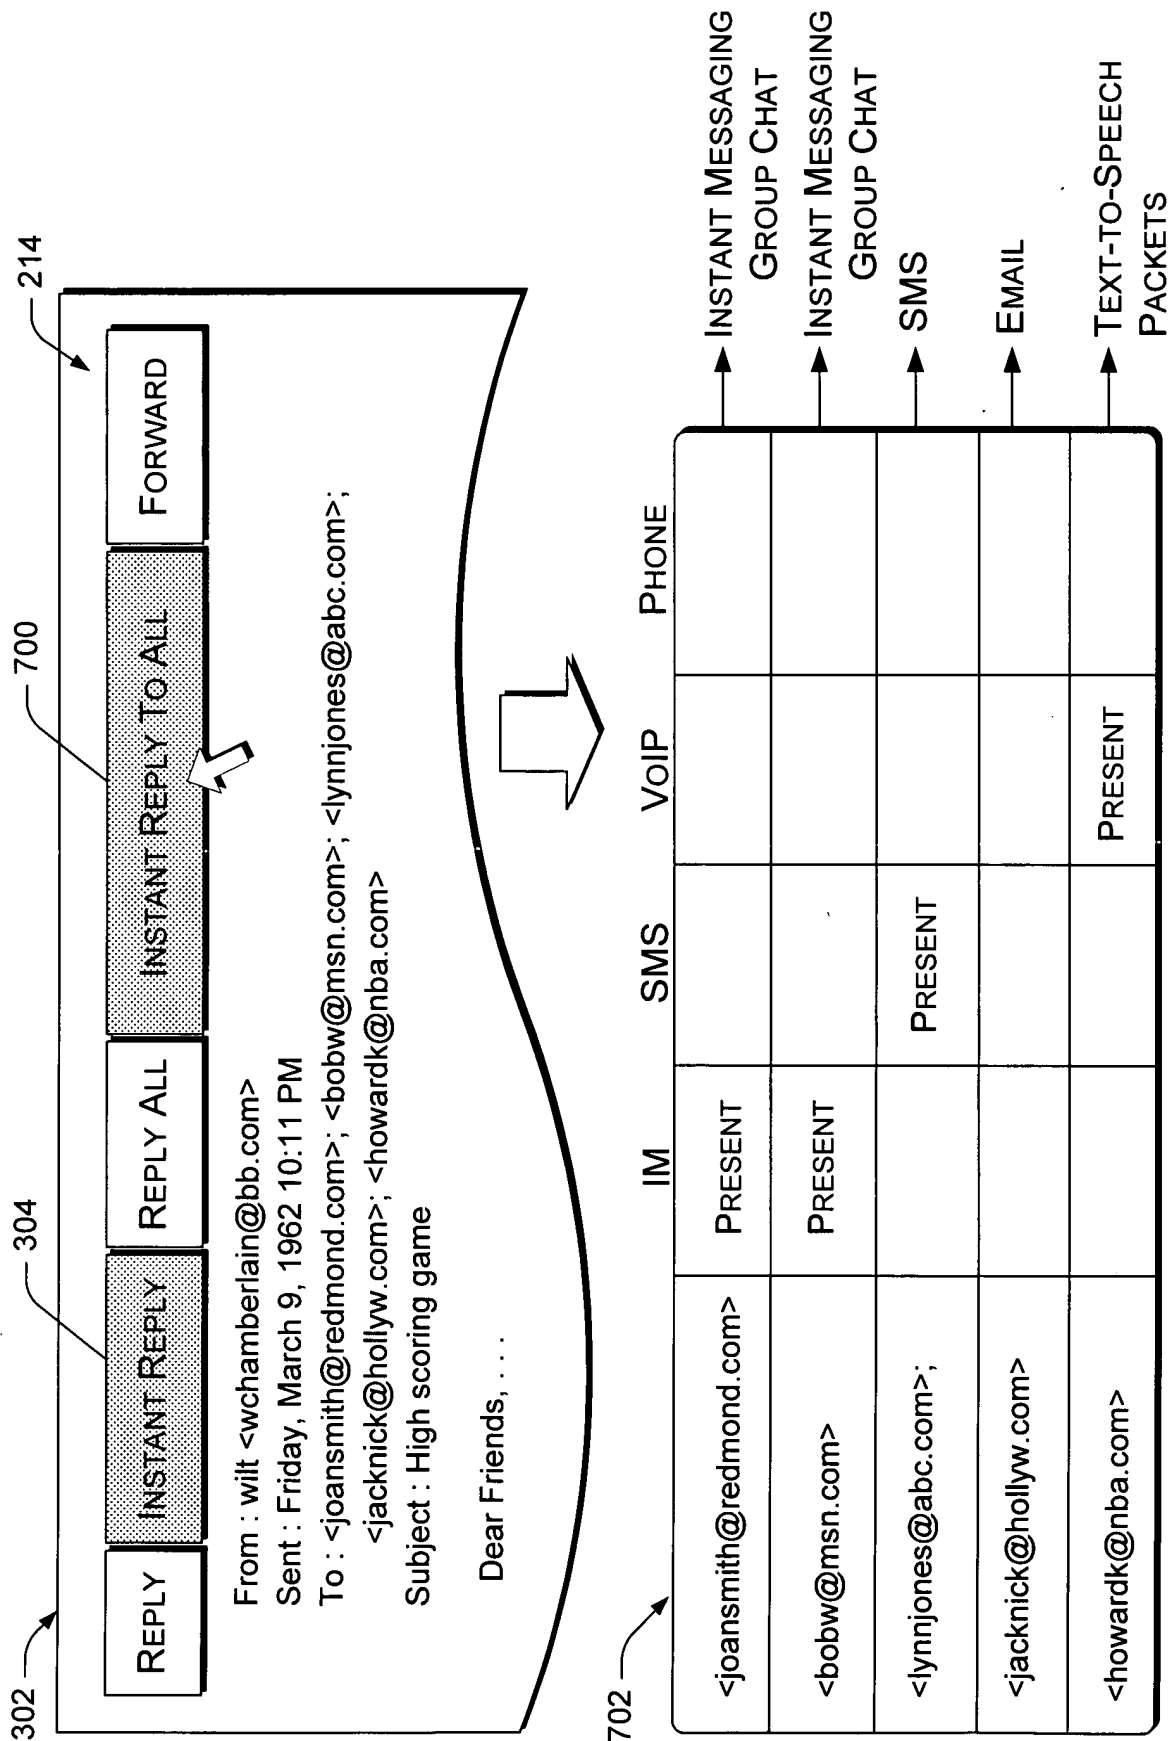 302
304
700
214
REPLY
INSTANT REPLY
REPLY ALL
INSTANT REPLY TO ALL
FORWARD
From : wilt <wchamberlain@bb.com>
Sent : Friday, March 9, 1962 10:11 PM
To : <joansmith@redmond.com>; <bobw@msn.com>; <lynnjones@abc.com>;
<jacknick@hollyw.com>; <howardk@nba.com>
Subject : High scoring game
Dear Friends, . . .
702
IM
SMS
VOIP
PHONE
<joansmith@redmond.com>
PRESENT
INSTANT MESSAGING
GROUP CHAT
<bobw@msn.com>
PRESENT
INSTANT MESSAGING
GROUP CHAT
<lynnjones@abc.com>;
PRESENT
SMS
<jacknick@hollyw.com>
EMAIL
<howardk@nba.com>
PRESENT
TEXT-TO-SPEECH
PACKETS